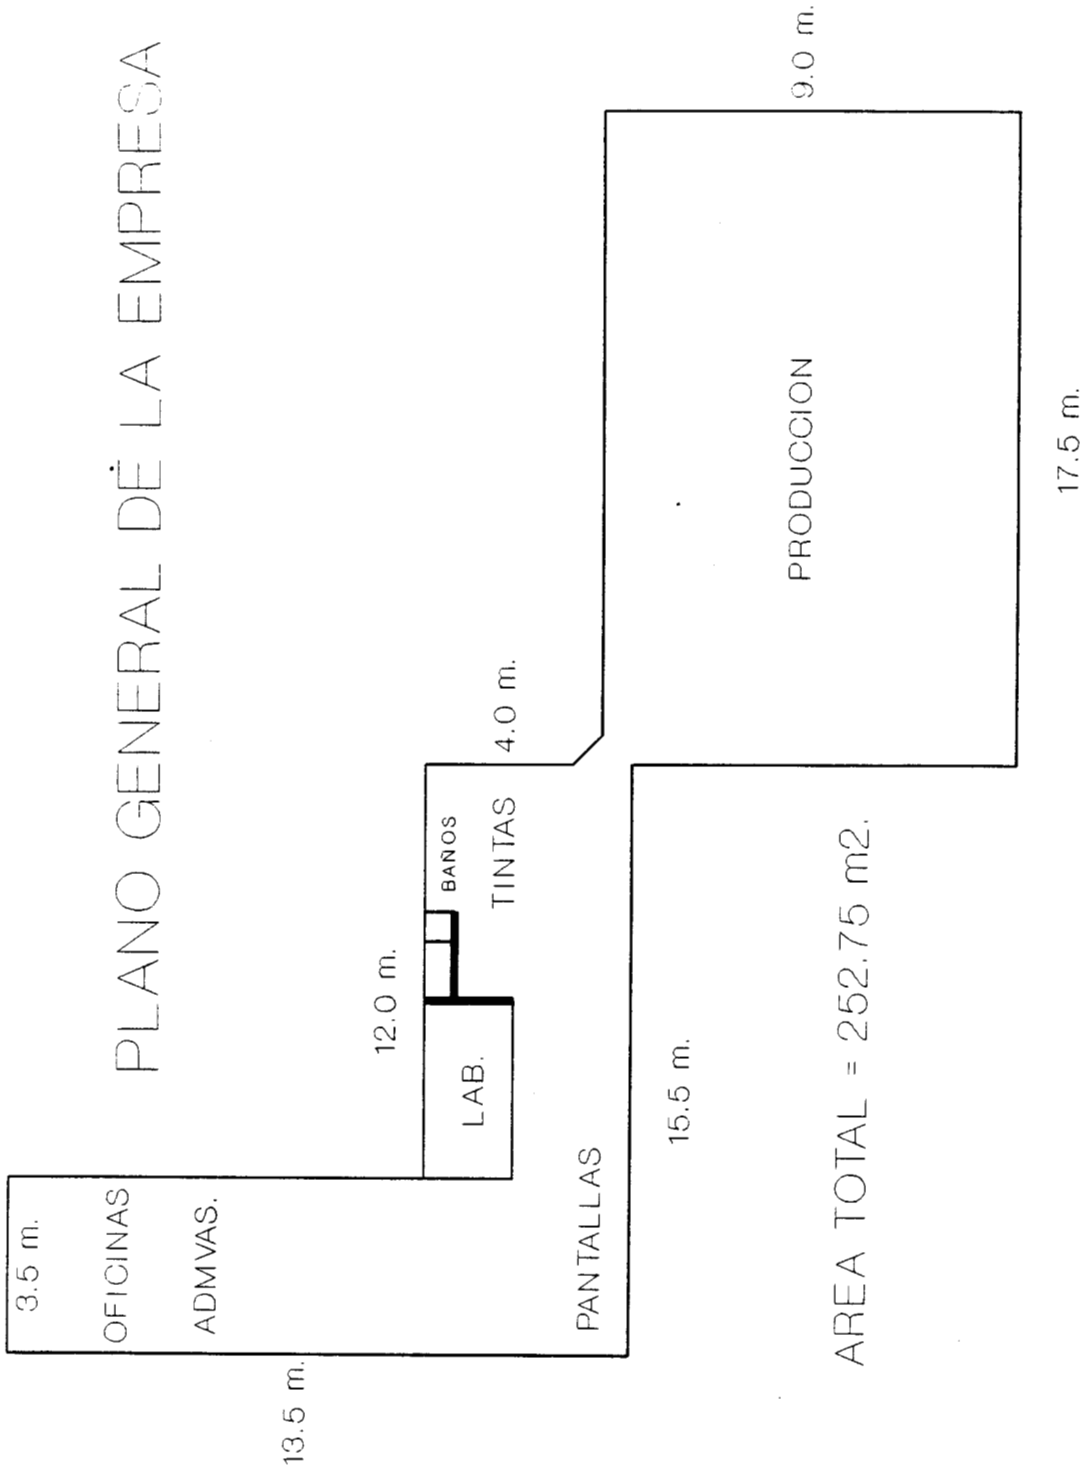 PLANO GENERAL DE LA EMPRESA
3.5 m.
OFICINAS
ADMVAS.
13.5 m.
12.0 m.
LAB.
BAÑOS
TINTAS
4.0 m.
PANTALLAS
15.5 m.
PRODUCCION
9.0 m.
17.5 m.
AREA TOTAL = 252.75 m2.